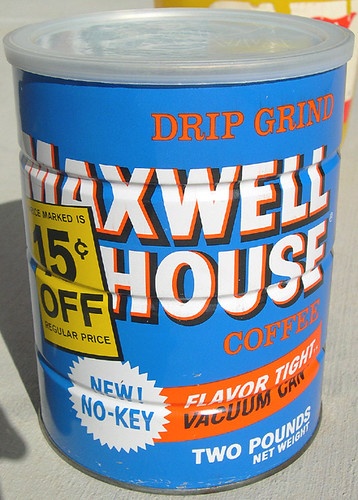 DRIP GRIND
MAXWELL
HOUSE
COFFEE
PRICE MARKED IS
15¢
OFF
REGULAR PRICE
NEW!
NO-KEY
FLAVOR TIGHT...
VACUUM CAN
TWO POUNDS
NET WEIGHT